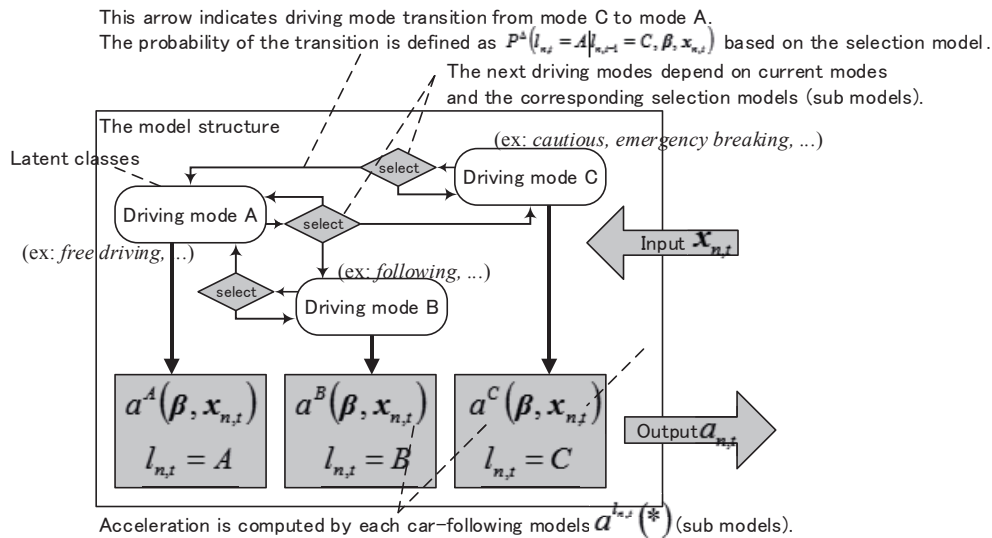 This arrow indicates driving mode transition from mode C to mode A.
The probability of the transition is defined as P^Δ(l_{n,t} = A|l_{n,t-1} = C, β, x_{n,t}) based on the selection model.
The next driving modes depend on current modes
and the corresponding selection models (sub models).
The model structure
(ex: cautious, emergency breaking, ...)
Latent classes
select
Driving mode C
Driving mode A
select
Input x_{n,t}
(ex: free driving, ...)
(ex: following, ...)
select
Driving mode B
a^A(β, x_{n,t})
l_{n,t} = A
a^B(β, x_{n,t})
l_{n,t} = B
a^C(β, x_{n,t})
l_{n,t} = C
Output a_{n,t}
Acceleration is computed by each car-following models a^{l_{n,t}}(*) (sub models).